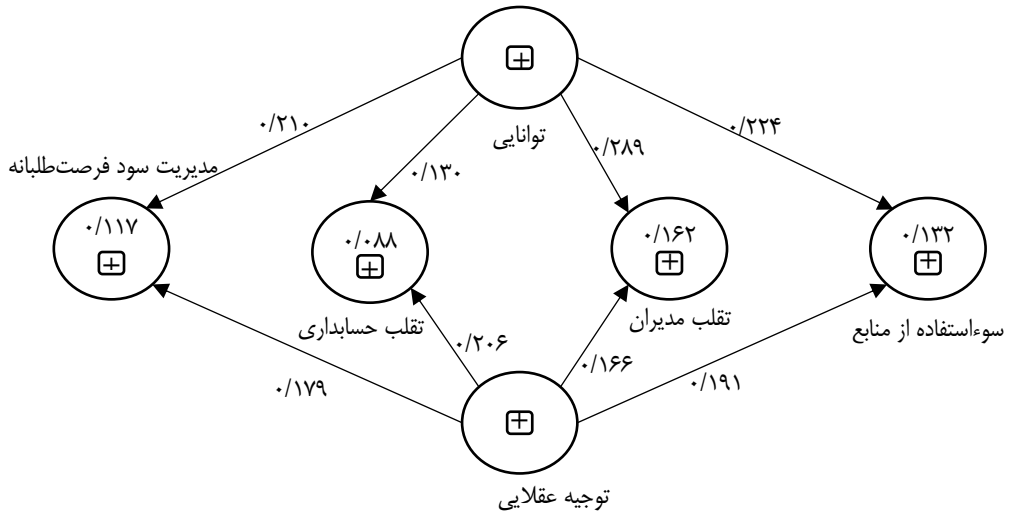 توانایی
۰/۲۱۰
۰/۱۳۰
۰/۲۸۹
۰/۲۲۴
مدیریت سود فرصت‌طلبانه
۰/۱۱۷
۰/۰۸۸
۰/۱۶۲
۰/۱۳۲
تقلب حسابداری
تقلب مدیران
سوءاستفاده از منابع
۰/۱۷۹
۰/۲۰۶
۰/۱۶۶
۰/۱۹۱
توجیه عقلایی